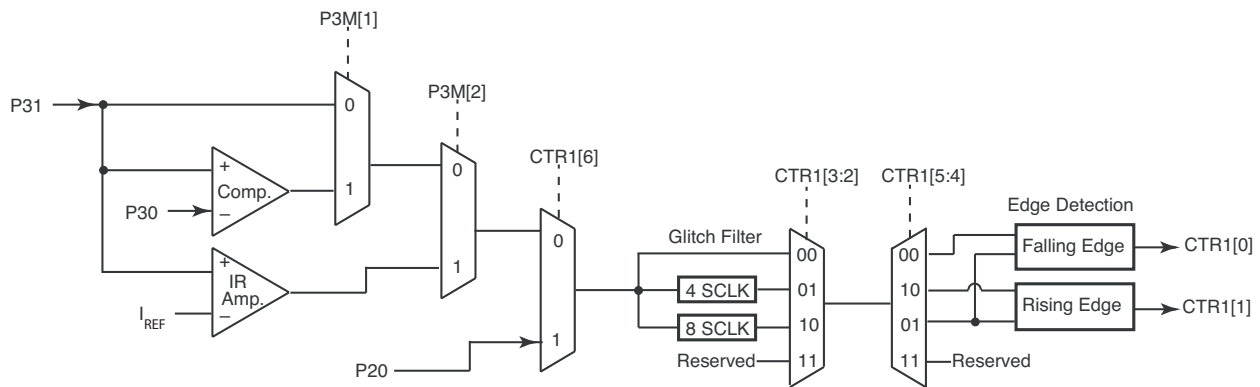 P3M[1]
P31
0
P3M[2]
+
Comp.
1
0
CTR1[6]
CTR1[3:2]
CTR1[5:4]
P30
–
Edge Detection
0
Glitch Filter
00
00
Falling Edge
CTR1[0]
+
IR
Amp.
1
4 SCLK
01
10
Rising Edge
CTR1[1]
IREF
–
8 SCLK
10
01
1
P20
Reserved
11
11
Reserved